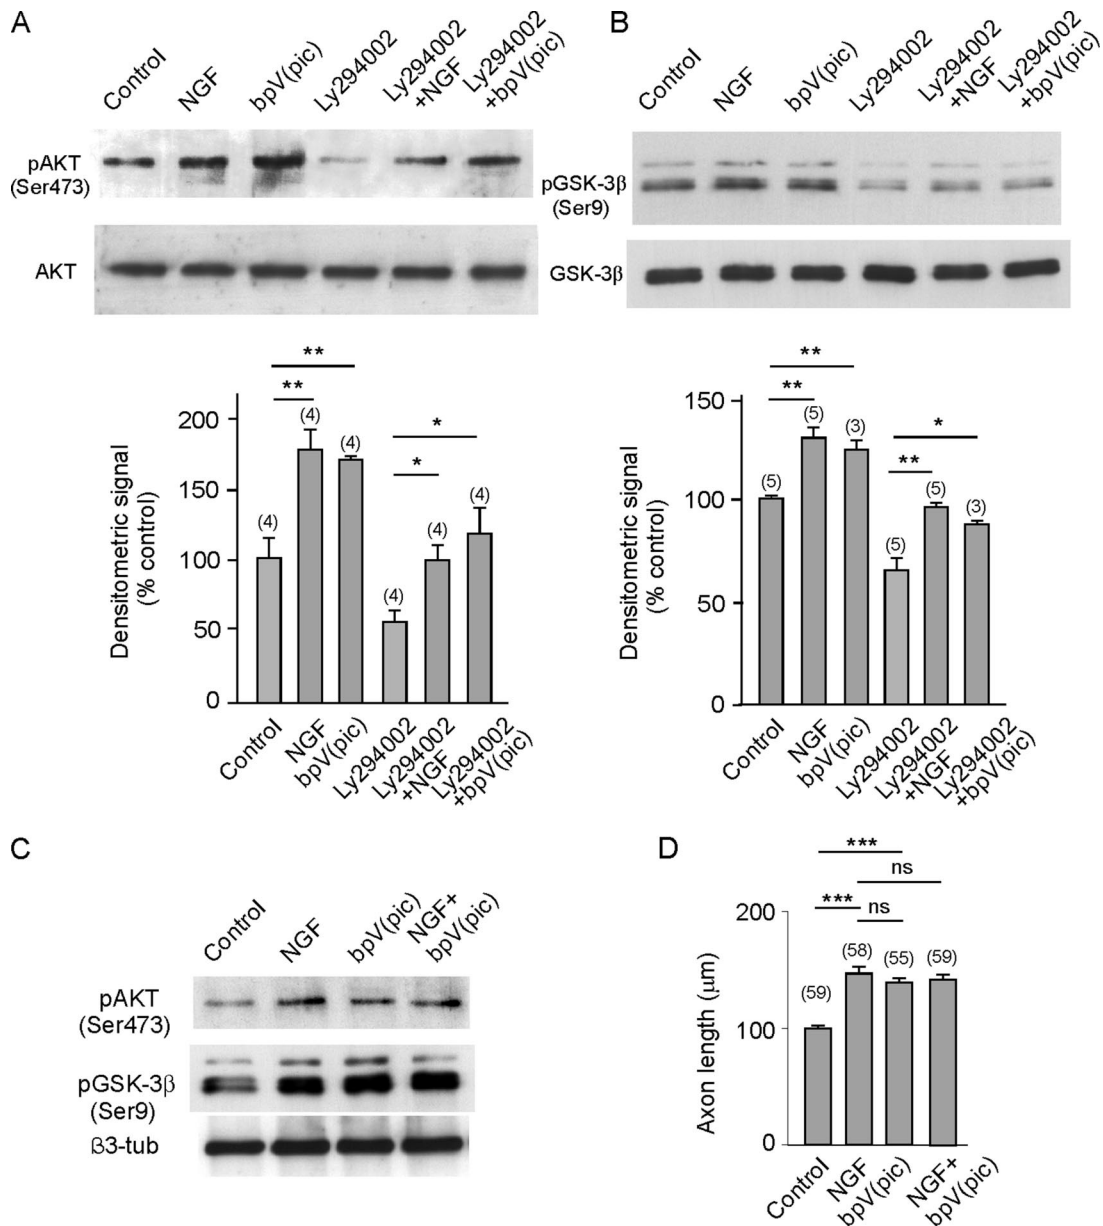 A
Control
NGF
bpV(pic)
Ly294002
Ly294002
+NGF
Ly294002
+bpV(pic)
pAKT
(Ser473)
AKT
**
**
*
*
(4)
(4)
(4)
(4)
(4)
(4)
200
150
100
50
0
Densitometric signal
(% control)
Control
NGF
bpV(pic)
Ly294002
Ly294002
+NGF
Ly294002
+bpV(pic)
B
Control
NGF
bpV(pic)
Ly294002
Ly294002
+NGF
Ly294002
+bpV(pic)
pGSK-3β
(Ser9)
GSK-3β
**
**
*
**
(5)
(5)
(3)
(5)
(5)
(3)
150
100
50
0
Densitometric signal
(% control)
Control
NGF
bpV(pic)
Ly294002
Ly294002
+NGF
Ly294002
+bpV(pic)
C
Control
NGF
bpV(pic)
NGF+
bpV(pic)
pAKT
(Ser473)
pGSK-3β
(Ser9)
ß3-tub
D
***
ns
***
ns
(59)
(58)
(55)
(59)
200
100
0
Axon length (μm)
Control
NGF
bpV(pic)
NGF+
bpV(pic)